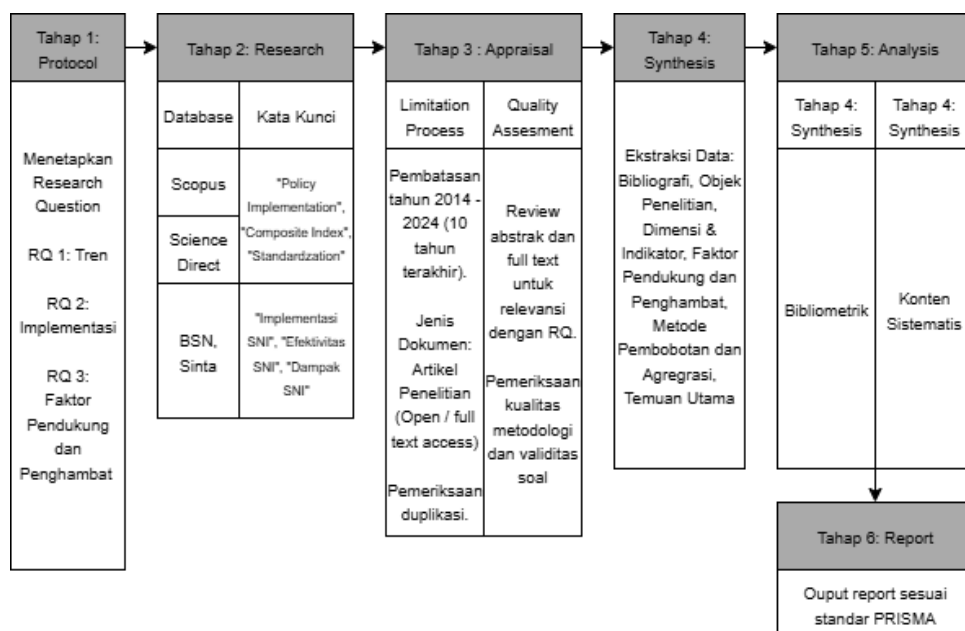 Tahap 1:
Protocol
Menetapkan
Research
Question
RQ 1: Tren
RQ 2:
Implementasi
RQ 3:
Faktor
Pendukung
dan
Penghambat
Tahap 2: Research
Database
Kata Kunci
Scopus
Science
Direct
"Policy
Implementation",
"Composite Index",
"Standardzation"
BSN,
Sinta
"Implementasi
SNI", "Efektivitas
SNI", "Dampak
SNI"
Tahap 3 : Appraisal
Limitation
Process
Pembatasan
tahun 2014 -
2024 (10
tahun
terakhir).
Jenis
Dokumen:
Artikel
Penelitian
(Open / full
text access)
Pemeriksaan
duplikasi.
Quality
Assesment
Review
abstrak dan
full text
untuk
relevansi
dengan RQ.
Pemeriksaan
kualitas
metodologi
dan validitas
soal
Tahap 4:
Synthesis
Ekstraksi Data:
Bibliografi, Objek
Penelitian,
Dimensi &
Indikator, Faktor
Pendukung dan
Penghambat,
Metode
Pembobotan dan
Agregrasi,
Temuan Utama
Tahap 5: Analysis
Tahap 4:
Synthesis
Bibliometrik
Tahap 4:
Synthesis
Konten
Sistematis
Tahap 6: Report
Ouput report sesuai
standar PRISMA